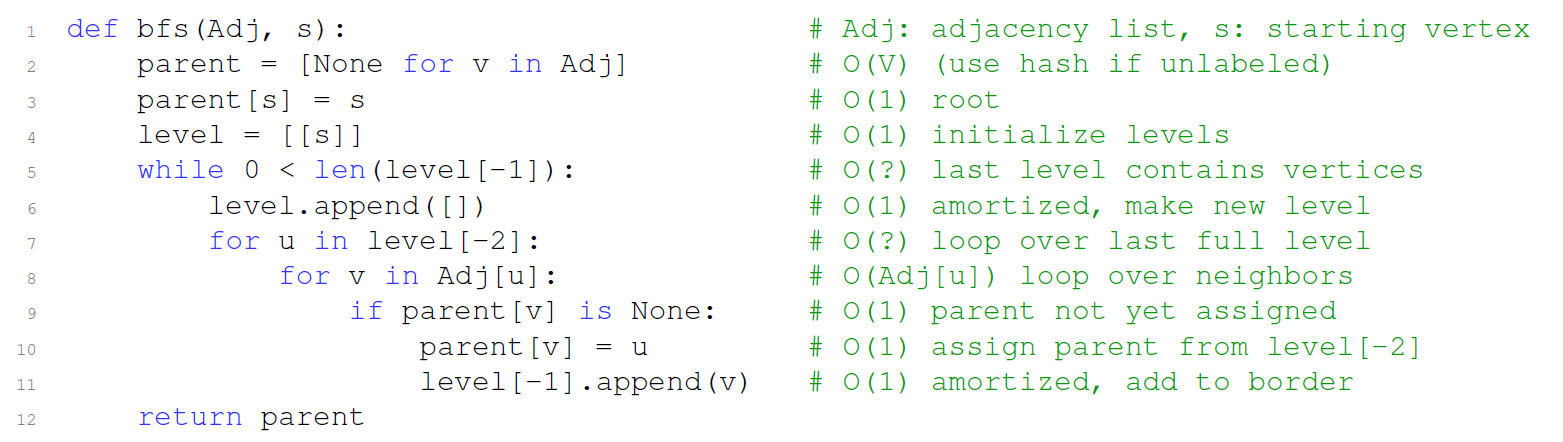 1 def bfs(Adj, s): # Adj: adjacency list, s: starting vertex
2 parent = [None for v in Adj] # O(V) (use hash if unlabeled)
3 parent[s] = s # O(1) root
4 level = [[s]] # O(1) initialize levels
5 while 0 < len(level[-1]): # O(?) last level contains vertices
6 level.append([]) # O(1) amortized, make new level
7 for u in level[-2]: # O(?) loop over last full level
8 for v in Adj[u]: # O(Adj[u]) loop over neighbors
9 if parent[v] is None: # O(1) parent not yet assigned
10 parent[v] = u # O(1) assign parent from level[-2]
11 level[-1].append(v) # O(1) amortized, add to border
12 return parent